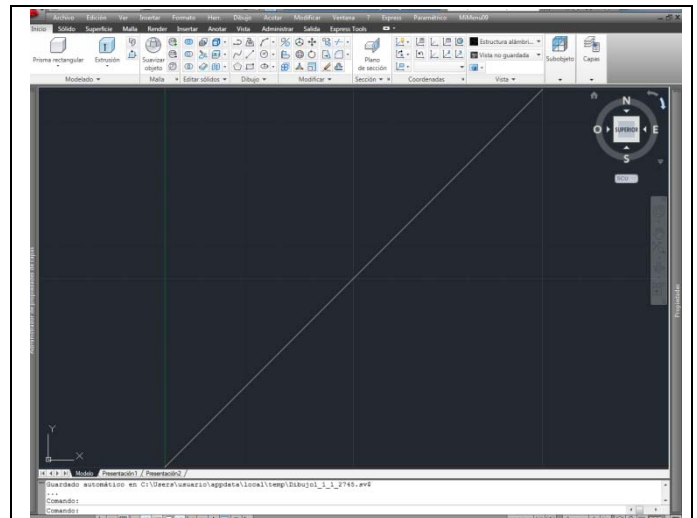 Archivo Edición Ver Insertar Formato Herr. Dibujo Acotar Modificar Ventana ? Express Paramétrico MiMenu09
Inicio Sólido Superficie Malla Render Insertar Anotar Vista Administrar Salida Express Tools
Prisma rectangular Extrusión Suavizar objeto Plano de sección Estructura alámbri... Vista no guardada Subobjeto Capas
Modelado Malla Editar sólidos Dibujo Modificar Sección Coordenadas Vista
N
O SUPERIOR E
S
SCU
Propiedades
Y
X
Modelo Presentación1 Presentación2
Guardado automático en C:\Users\usuario\appdata\local\temp\Dibujo1_1_1_2745.sv$
...
Comando:
Comando: